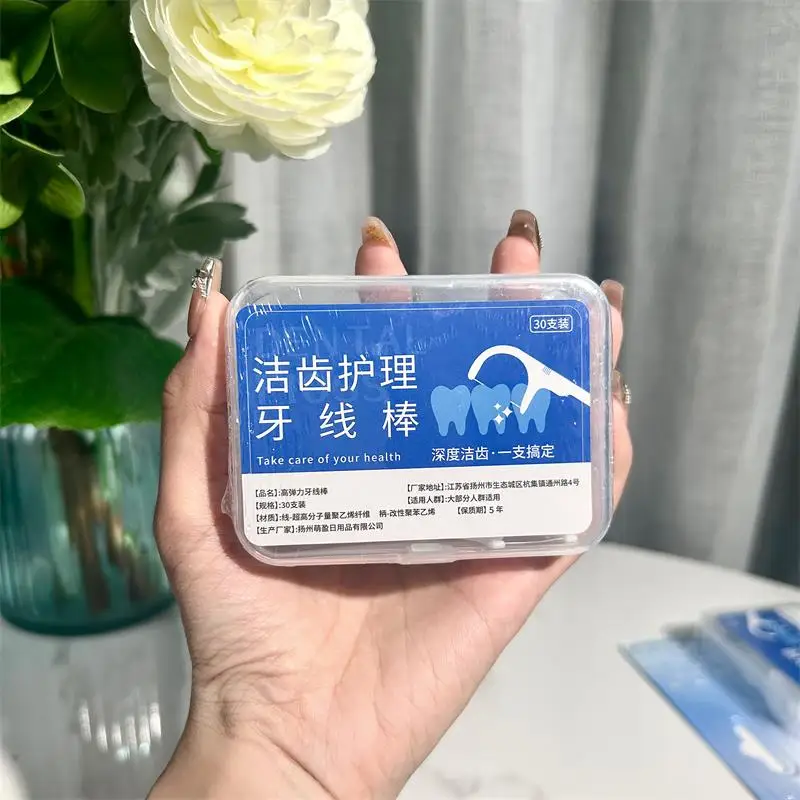 30支装
DENTAL
洁齿护理
牙线棒
Take care of your health
深度洁齿·一支搞定
【品名】:高弹力牙线棒
【规格】:30支装
【材质】:线-超高分子量聚乙烯纤维 柄-改性聚苯乙烯
【生产厂家】:扬州萌盈日用品有限公司
【厂家地址】:江苏省扬州市生态城区杭集镇通州路4号
【适用人群】:大部分人群适用
【保质期】5年